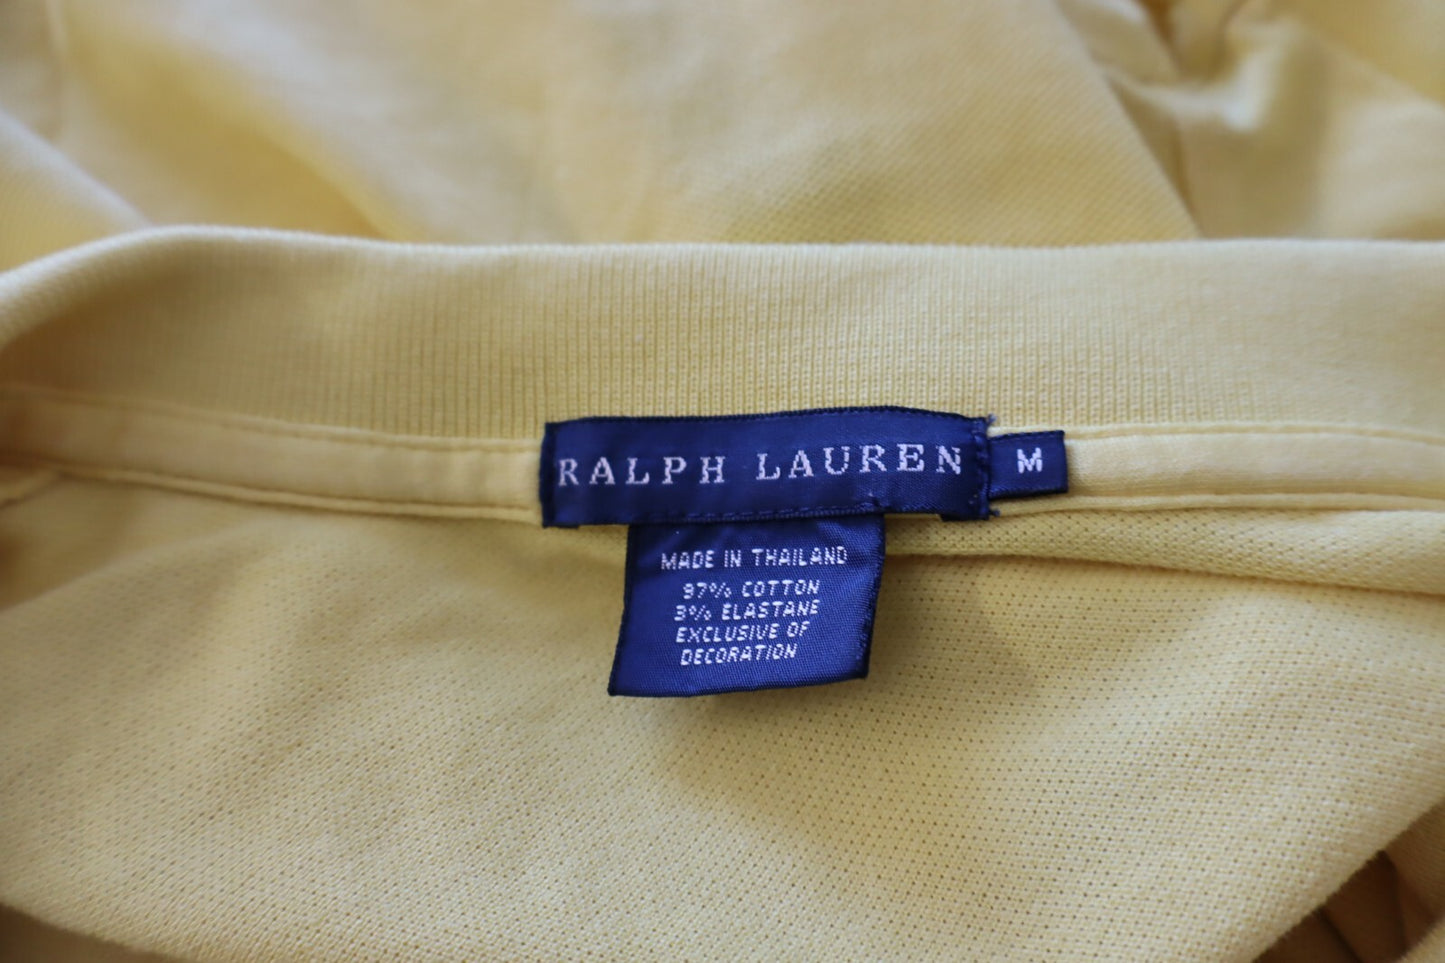 RALPH LAUREN
M
MADE IN THAILAND
97% COTTON
3% ELASTANE
EXCLUSIVE OF
DECORATION